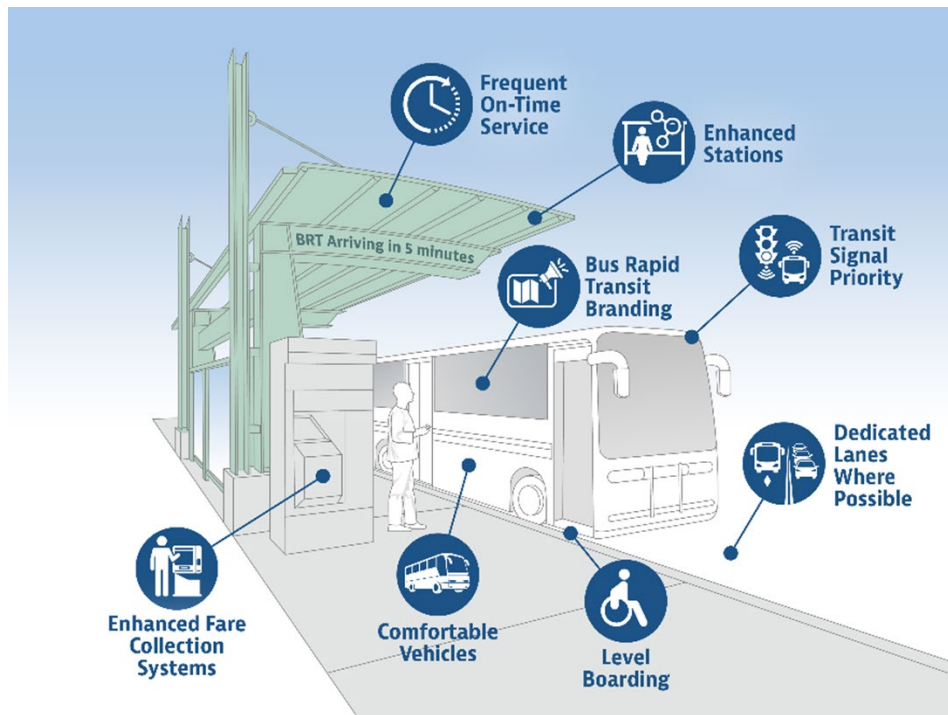 Frequent
On-Time
Service
Enhanced
Stations
BRT Arriving in 5 minutes
Bus Rapid
Transit
Branding
Transit
Signal
Priority
Dedicated
Lanes
Where
Possible
Enhanced Fare
Collection
Systems
Comfortable
Vehicles
Level
Boarding